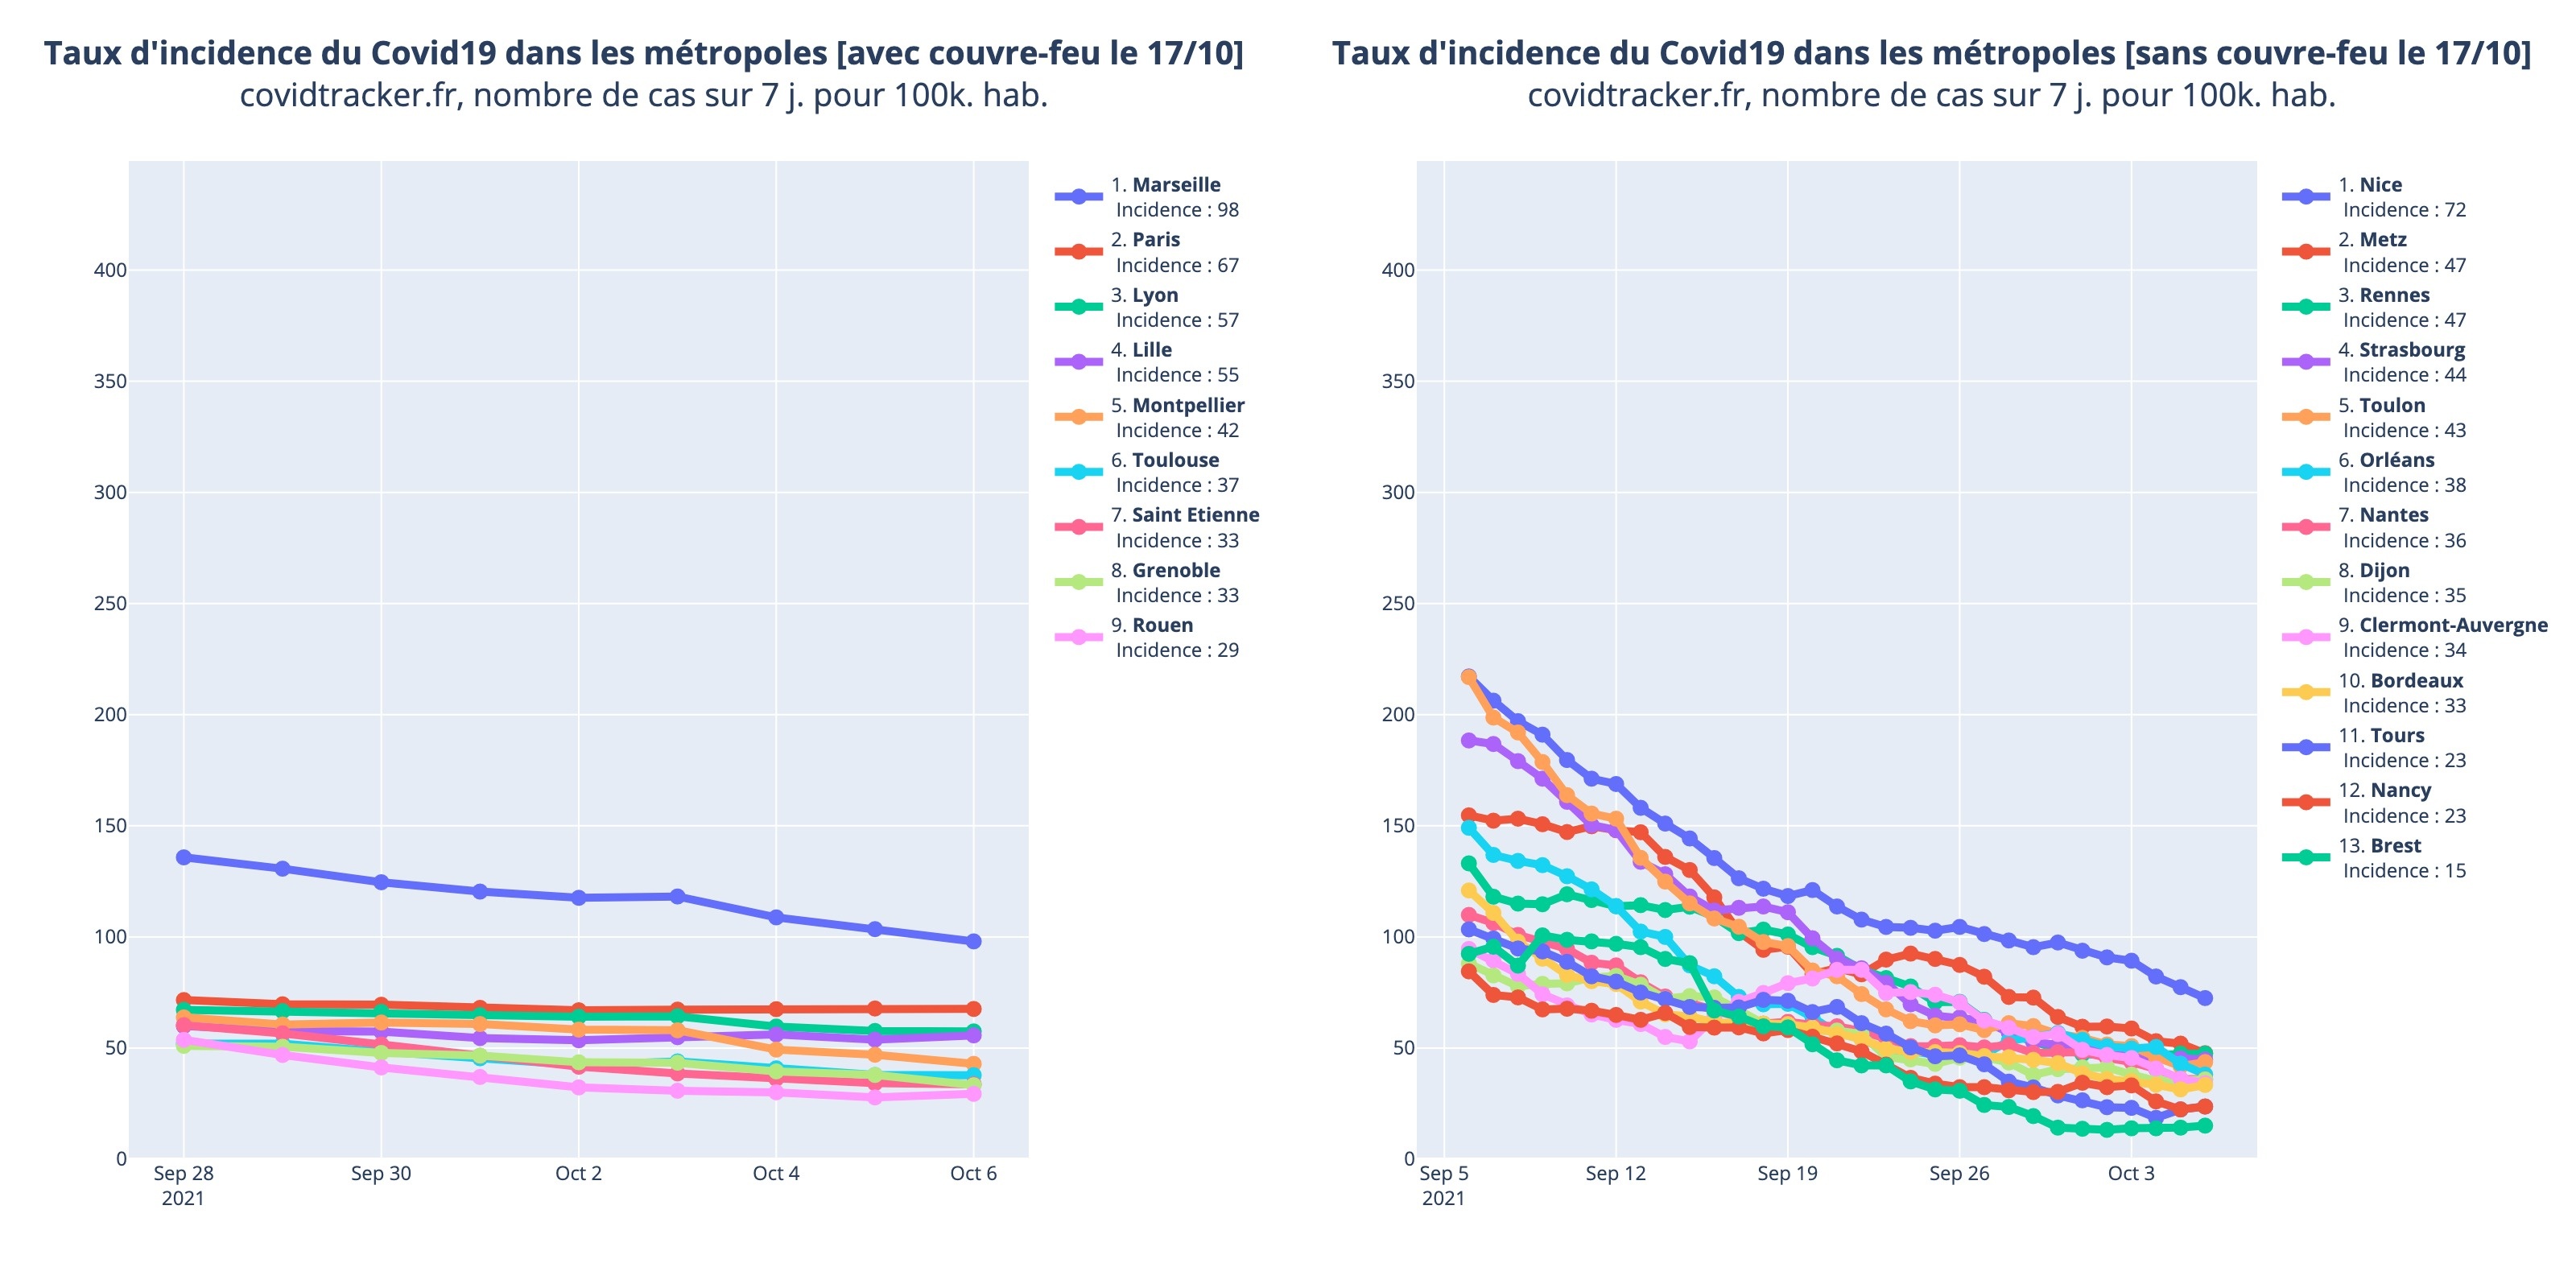 Taux d'incidence du Covid19 dans les métropoles [avec couvre-feu le 17/10]
covidtracker.fr, nombre de cas sur 7 j. pour 100k. hab.
400
350
300
250
200
150
100
50
0
Sep 28
2021
Sep 30
Oct 2
Oct 4
Oct 6
1. Marseille
Incidence : 98
2. Paris
Incidence : 67
3. Lyon
Incidence : 57
4. Lille
Incidence : 55
5. Montpellier
Incidence : 42
6. Toulouse
Incidence : 37
7. Saint Etienne
Incidence : 33
8. Grenoble
Incidence : 33
9. Rouen
Incidence : 29
Taux d'incidence du Covid19 dans les métropoles [sans couvre-feu le 17/10]
covidtracker.fr, nombre de cas sur 7 j. pour 100k. hab.
400
350
300
250
200
150
100
50
0
Sep 5
2021
Sep 12
Sep 19
Sep 26
Oct 3
1. Nice
Incidence : 72
2. Metz
Incidence : 47
3. Rennes
Incidence : 47
4. Strasbourg
Incidence : 44
5. Toulon
Incidence : 43
6. Orléans
Incidence : 38
7. Nantes
Incidence : 36
8. Dijon
Incidence : 35
9. Clermont-Auvergne
Incidence : 34
10. Bordeaux
Incidence : 33
11. Tours
Incidence : 23
12. Nancy
Incidence : 23
13. Brest
Incidence : 15